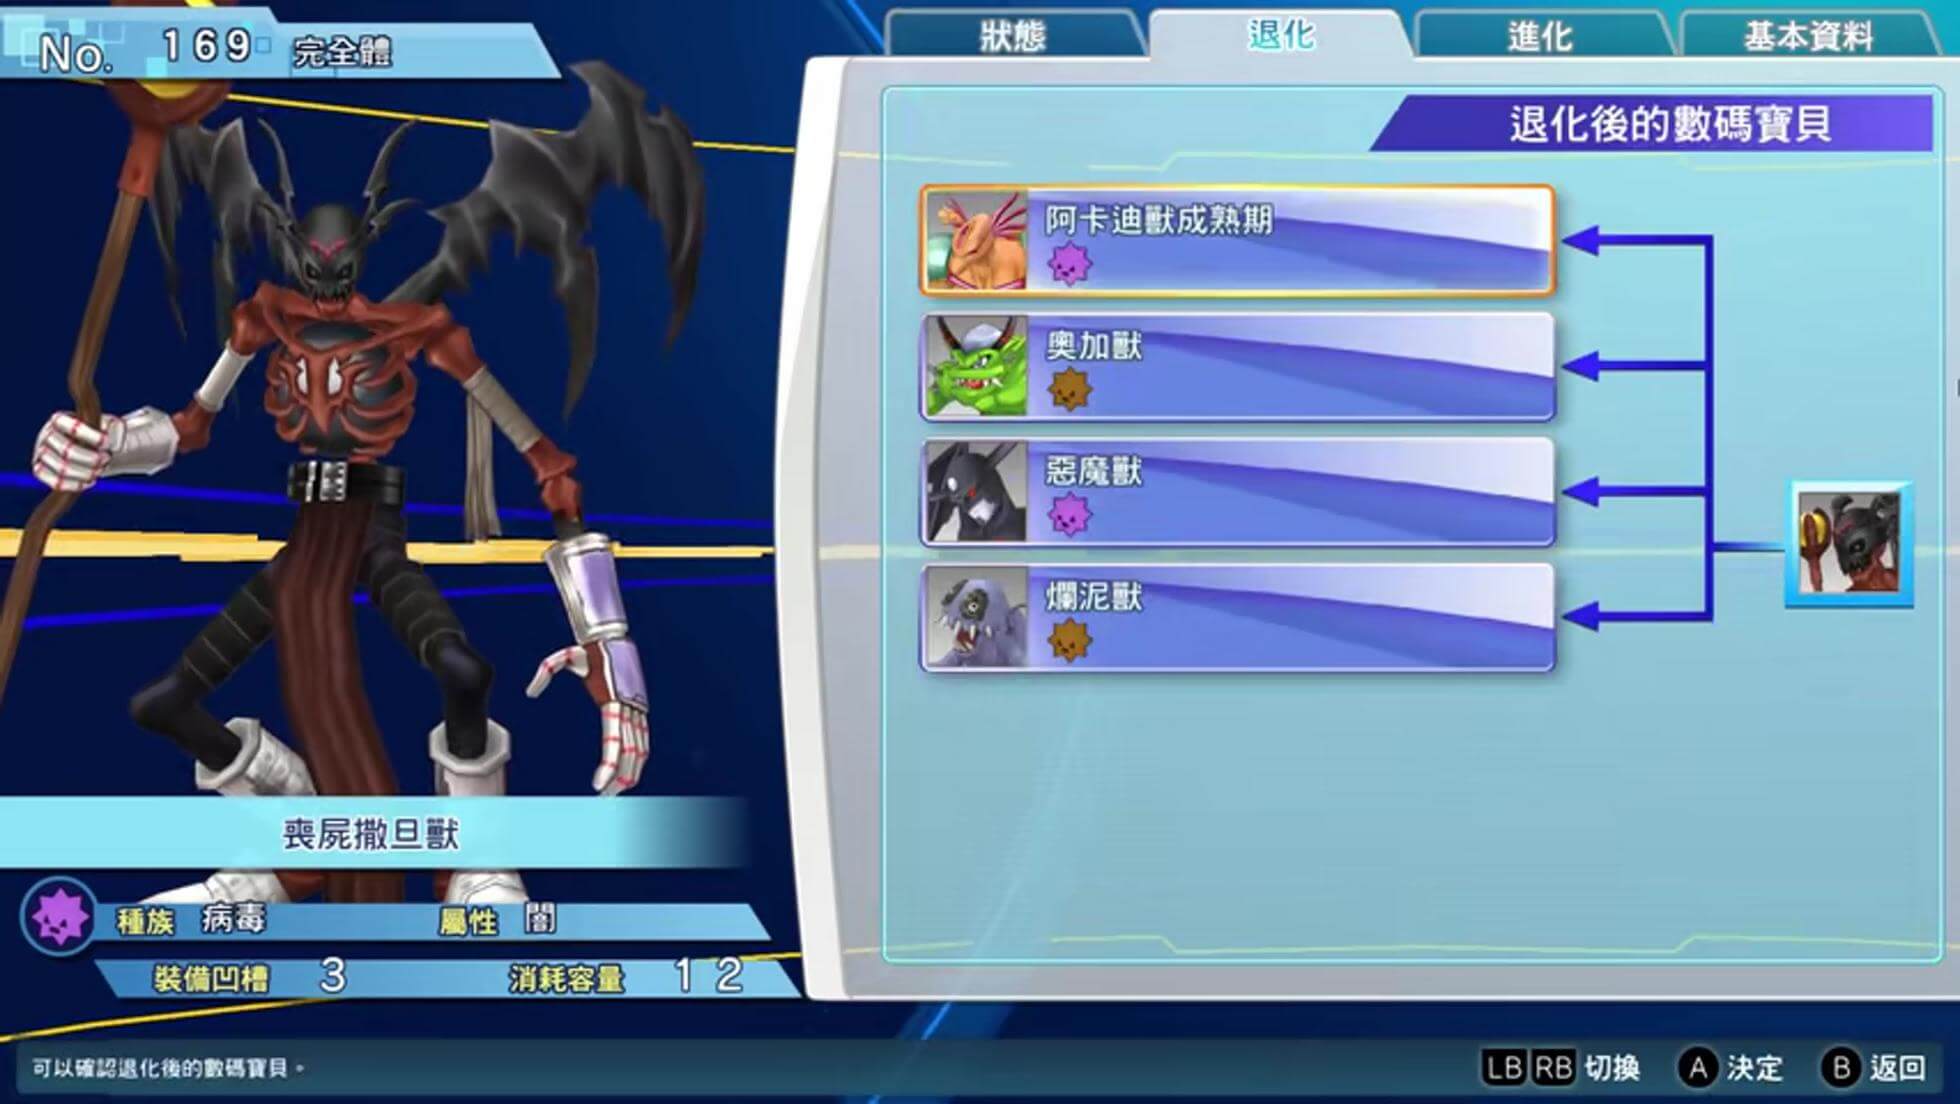 No. 169 完全體
狀態 退化 進化 基本資料
退化後的數碼寶貝
阿卡迪獸成熟期
奧加獸
惡魔獸
爛泥獸
喪屍撒旦獸
種族 病毒 屬性 闇
裝備凹槽 3 消耗容量 12
可以確認退化後的數碼寶貝。
LB RB 切換 A 決定 B 返回